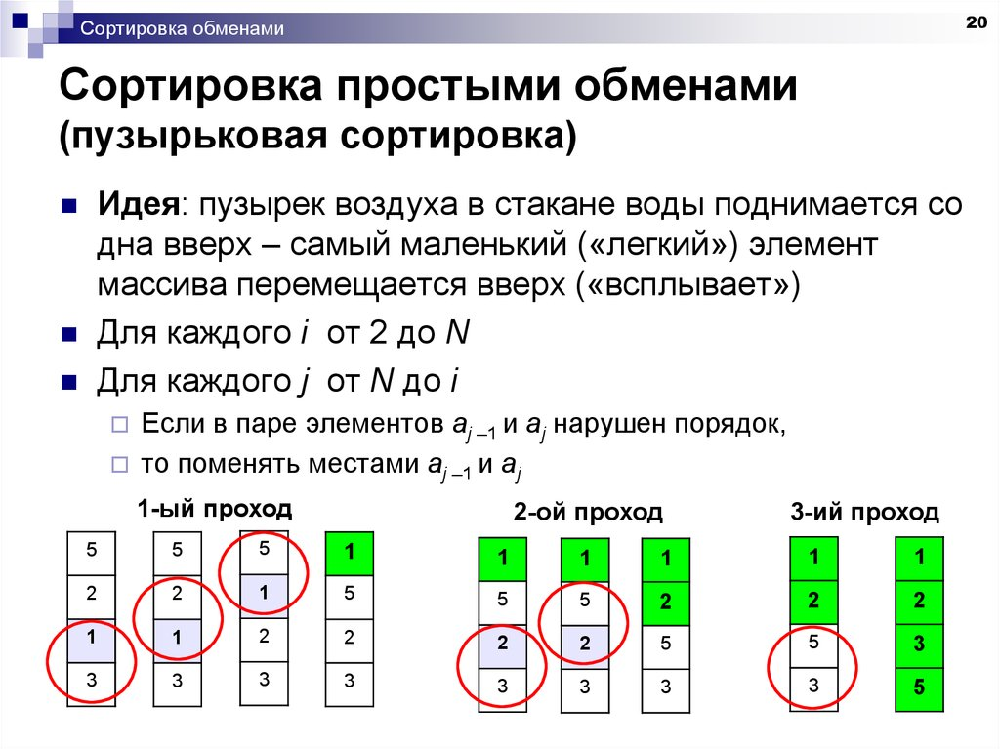 Сортировка обменами
20
Сортировка простыми обменами
(пузырьковая сортировка)
Идея: пузырек воздуха в стакане воды поднимается со
дна вверх – самый маленький («легкий») элемент
массива перемещается вверх («всплывает»)
Для каждого i от 2 до N
Для каждого j от N до i
Если в паре элементов aj –1 и aj нарушен порядок,
то поменять местами aj –1 и aj
1-ый проход 2-ой проход 3-ий проход
5 5 5 1 1 1 1 1 1
2 2 1 5 5 5 2 2 2
1 1 2 2 2 2 5 5 3
3 3 3 3 3 3 3 3 5